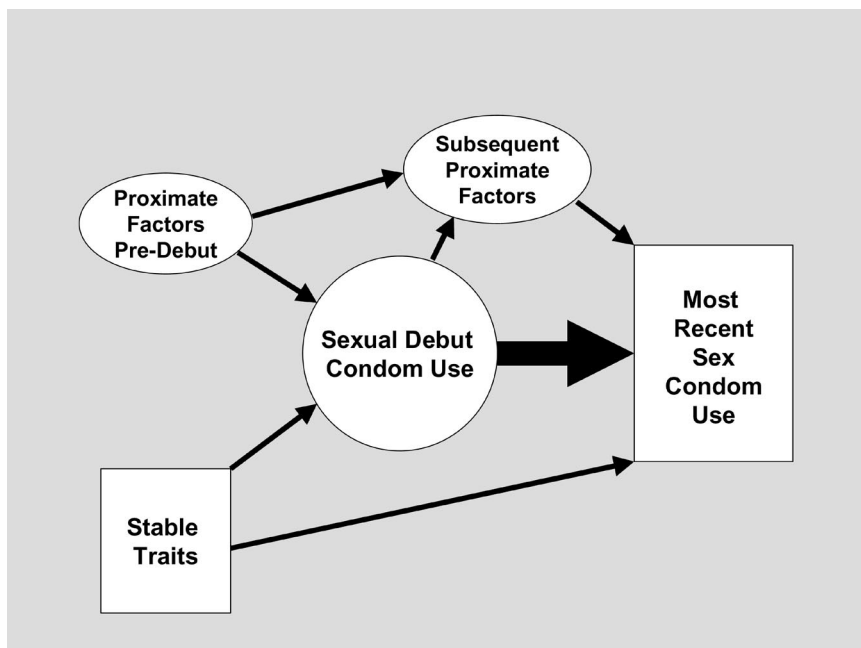 Subsequent
Proximate
Factors
Proximate
Factors
Pre-Debut
Sexual Debut
Condom Use
Most
Recent
Sex
Condom
Use
Stable
Traits